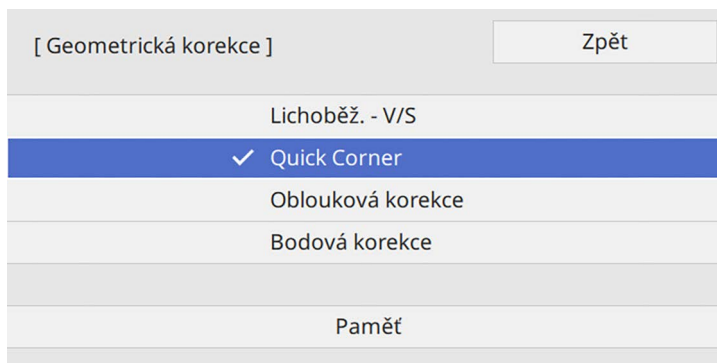 [ Geometrická korekce ]
Zpět
Lichoběž. - V/S
Quick Corner
Oblouková korekce
Bodová korekce
Paměť